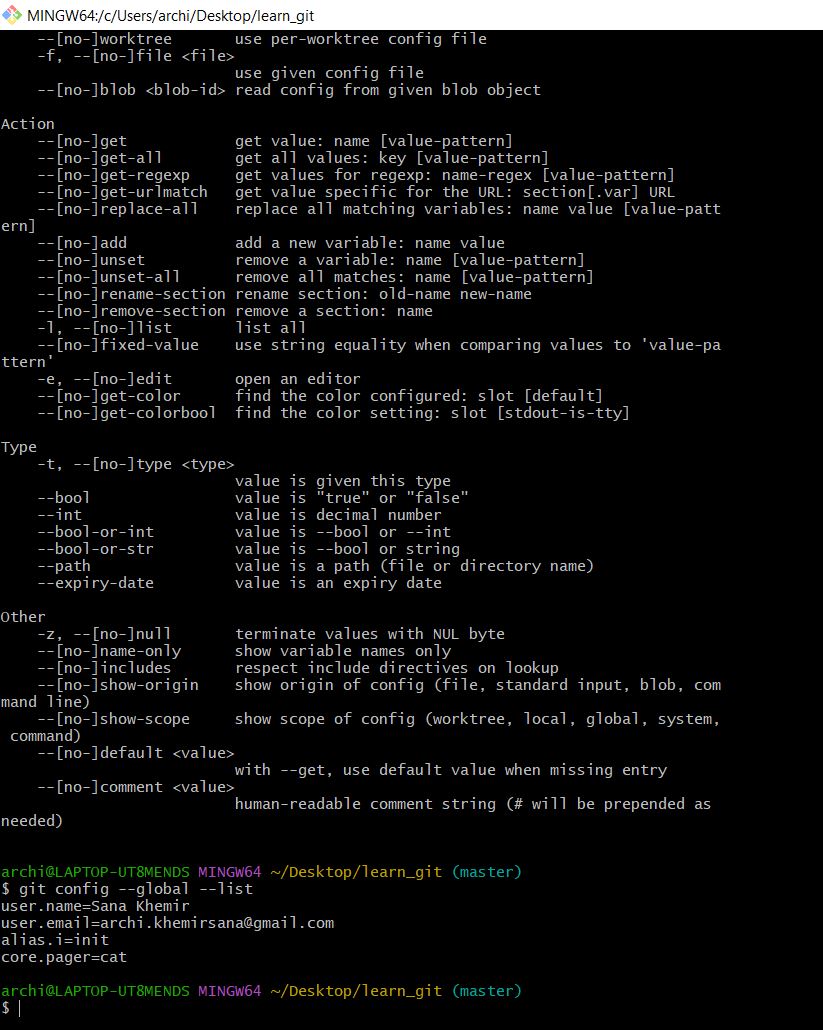 MINGW64:/c/Users/archi/Desktop/learn_git
    --[no-]worktree       use per-worktree config file
    -f, --[no-]file <file>
                          use given config file
    --[no-]blob <blob-id> read config from given blob object

Action
    --[no-]get            get value: name [value-pattern]
    --[no-]get-all        get all values: key [value-pattern]
    --[no-]get-regexp     get values for regexp: name-regex [value-pattern]
    --[no-]get-urlmatch   get value specific for the URL: section[.var] URL
    --[no-]replace-all    replace all matching variables: name value [value-patt
ern]
    --[no-]add            add a new variable: name value
    --[no-]unset          remove a variable: name [value-pattern]
    --[no-]unset-all      remove all matches: name [value-pattern]
    --[no-]rename-section rename section: old-name new-name
    --[no-]remove-section remove a section: name
    -l, --[no-]list       list all
    --[no-]fixed-value    use string equality when comparing values to 'value-pa
ttern'
    -e, --[no-]edit       open an editor
    --[no-]get-color      find the color configured: slot [default]
    --[no-]get-colorbool  find the color setting: slot [stdout-is-tty]

Type
    -t, --[no-]type <type>
                          value is given this type
    --bool                value is "true" or "false"
    --int                 value is decimal number
    --bool-or-int         value is --bool or --int
    --bool-or-str         value is --bool or string
    --path                value is a path (file or directory name)
    --expiry-date         value is an expiry date

Other
    -z, --[no-]null       terminate values with NUL byte
    --[no-]name-only      show variable names only
    --[no-]includes       respect include directives on lookup
    --[no-]show-origin    show origin of config (file, standard input, blob, com
mand line)
    --[no-]show-scope     show scope of config (worktree, local, global, system,
 command)
    --[no-]default <value>
                          with --get, use default value when missing entry
    --[no-]comment <value>
                          human-readable comment string (# will be prepended as
needed)

archi@LAPTOP-UT8MENDS MINGW64 ~/Desktop/learn_git (master)
$ git config --global --list
user.name=Sana Khemir
user.email=archi.khemirsana@gmail.com
alias.i=init
core.pager=cat

archi@LAPTOP-UT8MENDS MINGW64 ~/Desktop/learn_git (master)
$